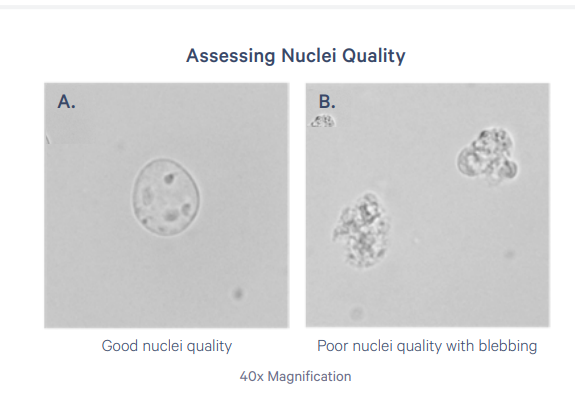 Assessing Nuclei Quality
A.
B.
Good nuclei quality
Poor nuclei quality with blebbing
40x Magnification